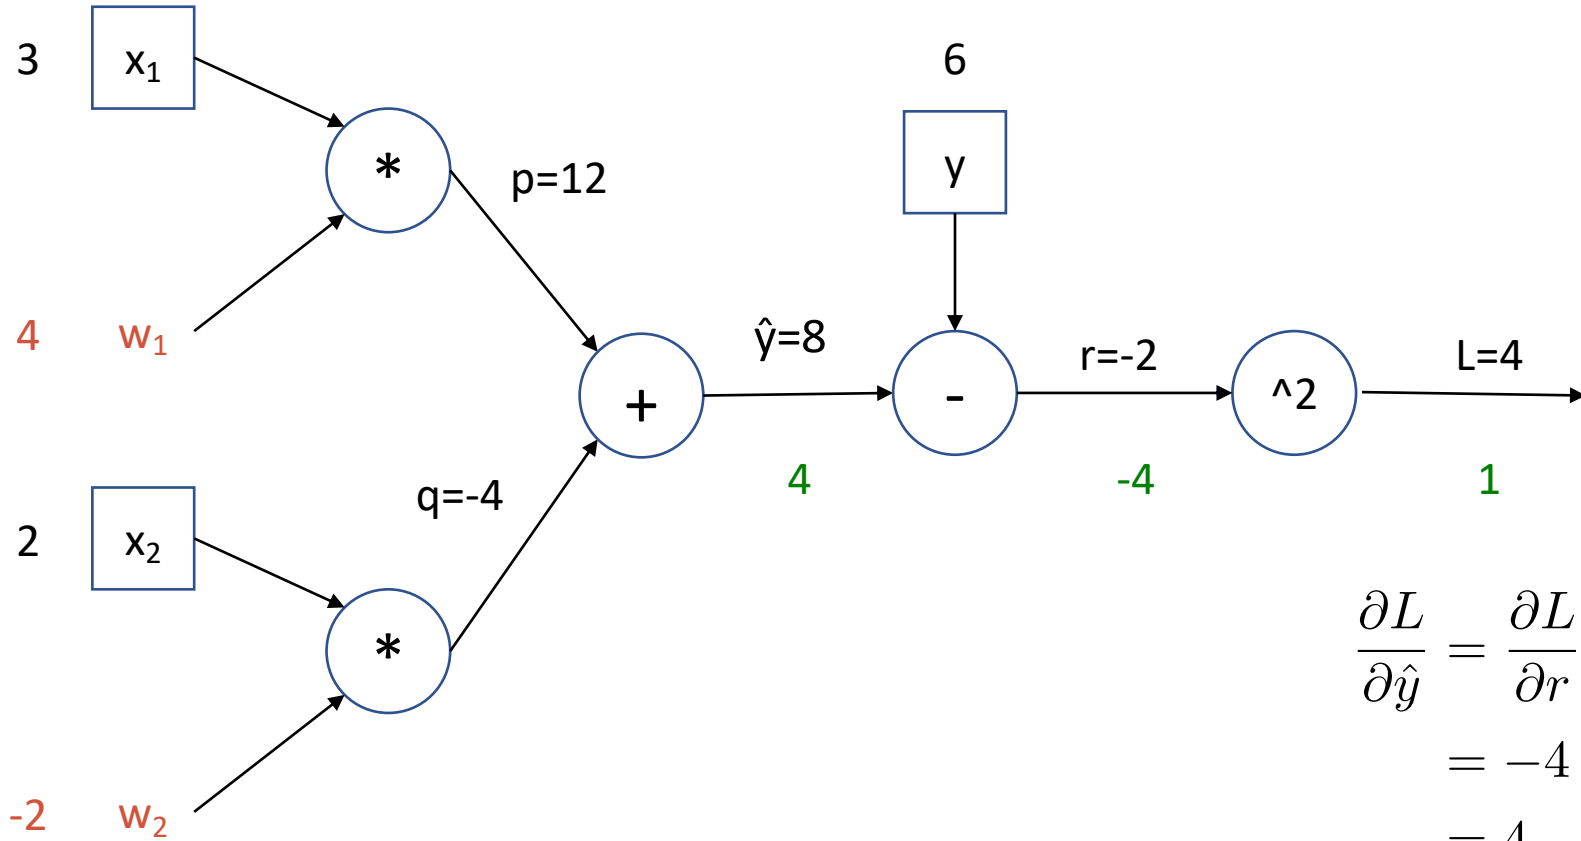 3
x₁
6
*
p=12
y
4
w₁
ŷ=8
r=-2
L=4
+
-
^2
4
-4
1
q=-4
2
x₂
*
-2
w₂
∂L/∂ŷ = ∂L/∂r
= −4
= 4